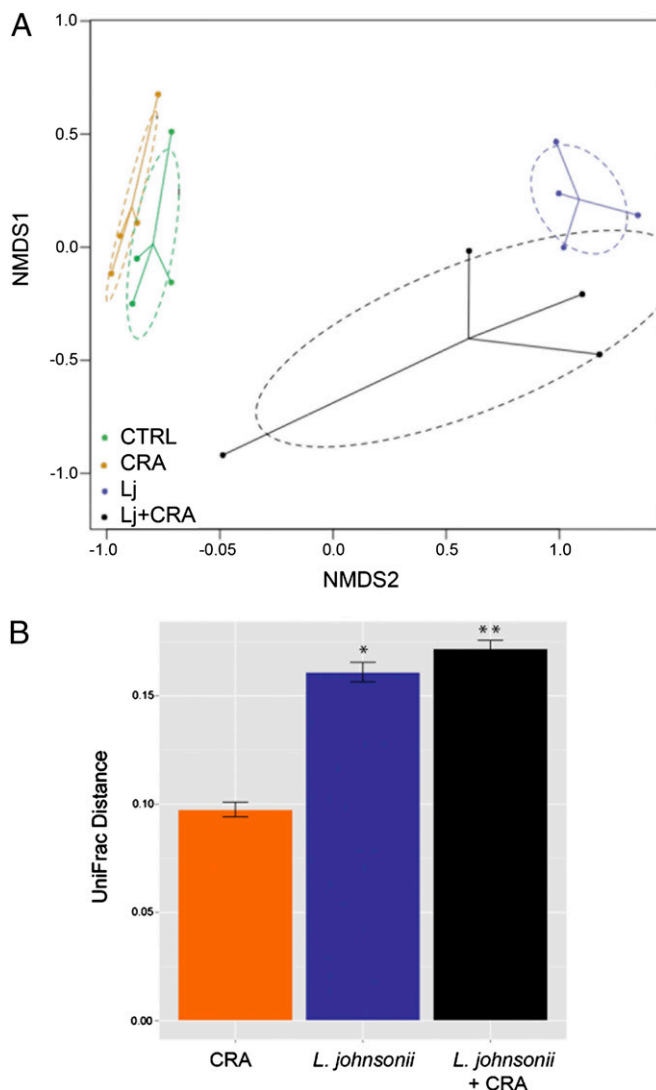 A
1.0
0.5
0.0
-0.5
-1.0
NMDS1
CTRL
CRA
Lj
Lj+CRA
-1.0 -0.05 0.0 0.5 1.0
NMDS2
B
**
*
0.15
0.10
0.05
0.00
UniFrac Distance
CRA L. johnsonii L. johnsonii
+ CRA